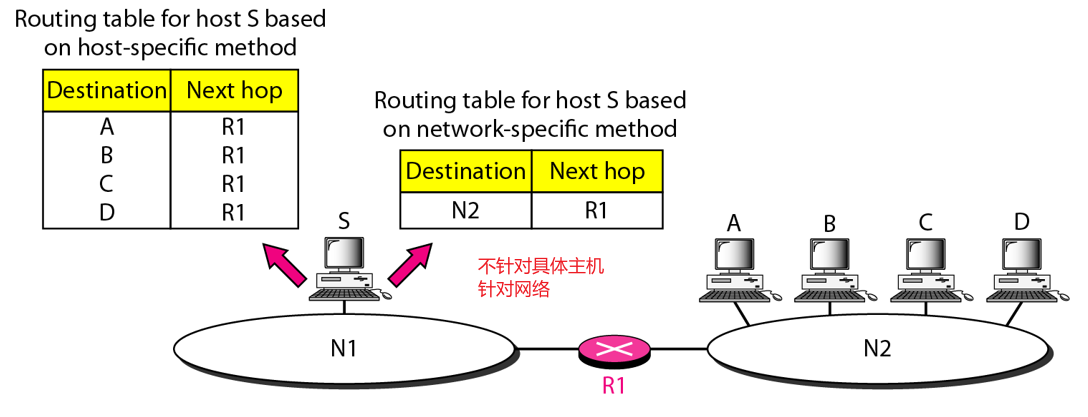 Routing table for host S based
on host-specific method
Destination Next hop
A R1
B R1
C R1
D R1
Routing table for host S based
on network-specific method
Destination Next hop
N2 R1
S
不针对具体主机
针对网络
A B C D
N1
R1
N2